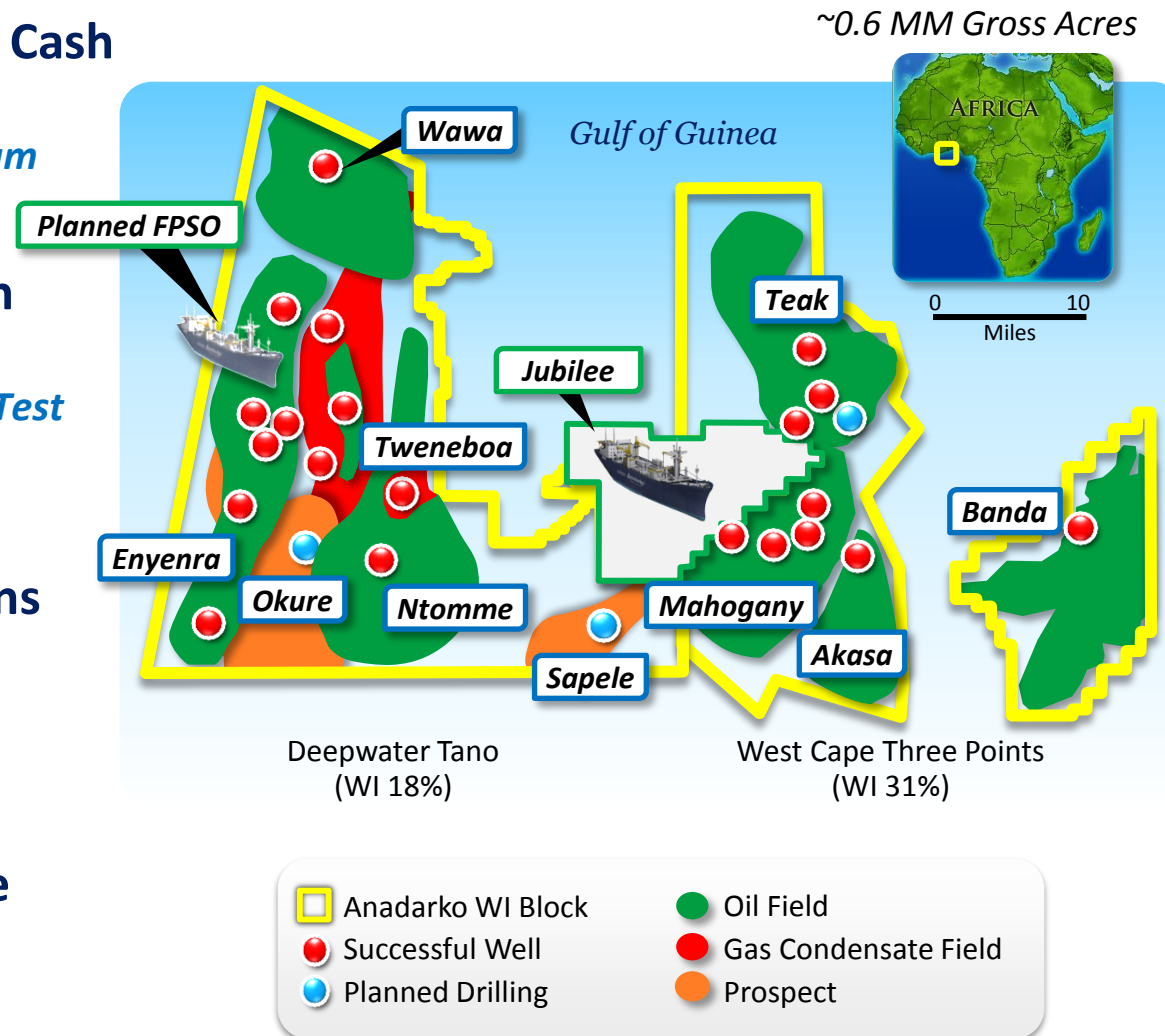 Cash
~0.6 MM Gross Acres
AFRICA
Wawa
Gulf of Guinea
Planned FPSO
Teak
0 10
Miles
Jubilee
Test
Tweneboa
Banda
Enyenra
Okure
Ntomme
Mahogany
Akasa
Sapele
Deepwater Tano
(WI 18%)
West Cape Three Points
(WI 31%)
Anadarko WI Block
Successful Well
Planned Drilling
Oil Field
Gas Condensate Field
Prospect